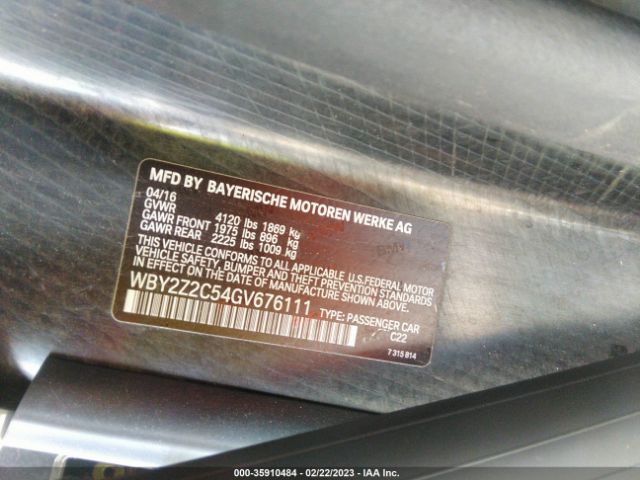 MFD BY BAYERISCHE MOTOREN WERKE AG
04/16
GVWR 4120 lbs 1869 kg
GAWR FRONT 1975 lbs 896 kg
GAWR REAR 2225 lbs 1009 kg
THIS VEHICLE CONFORMS TO ALL APPLICABLE U.S.FEDERAL MOTOR
VEHICLE SAFETY, BUMPER AND THEFT PREVENTION STANDARDS
IN EFFECT ON THE DATE OF MANUFACTURE SHOWN ABOVE.
WBY2Z2C54GV676111 TYPE: PASSENGER CAR
C22
7 315 814
000-35910484 - 02/22/2023 - IAA Inc.